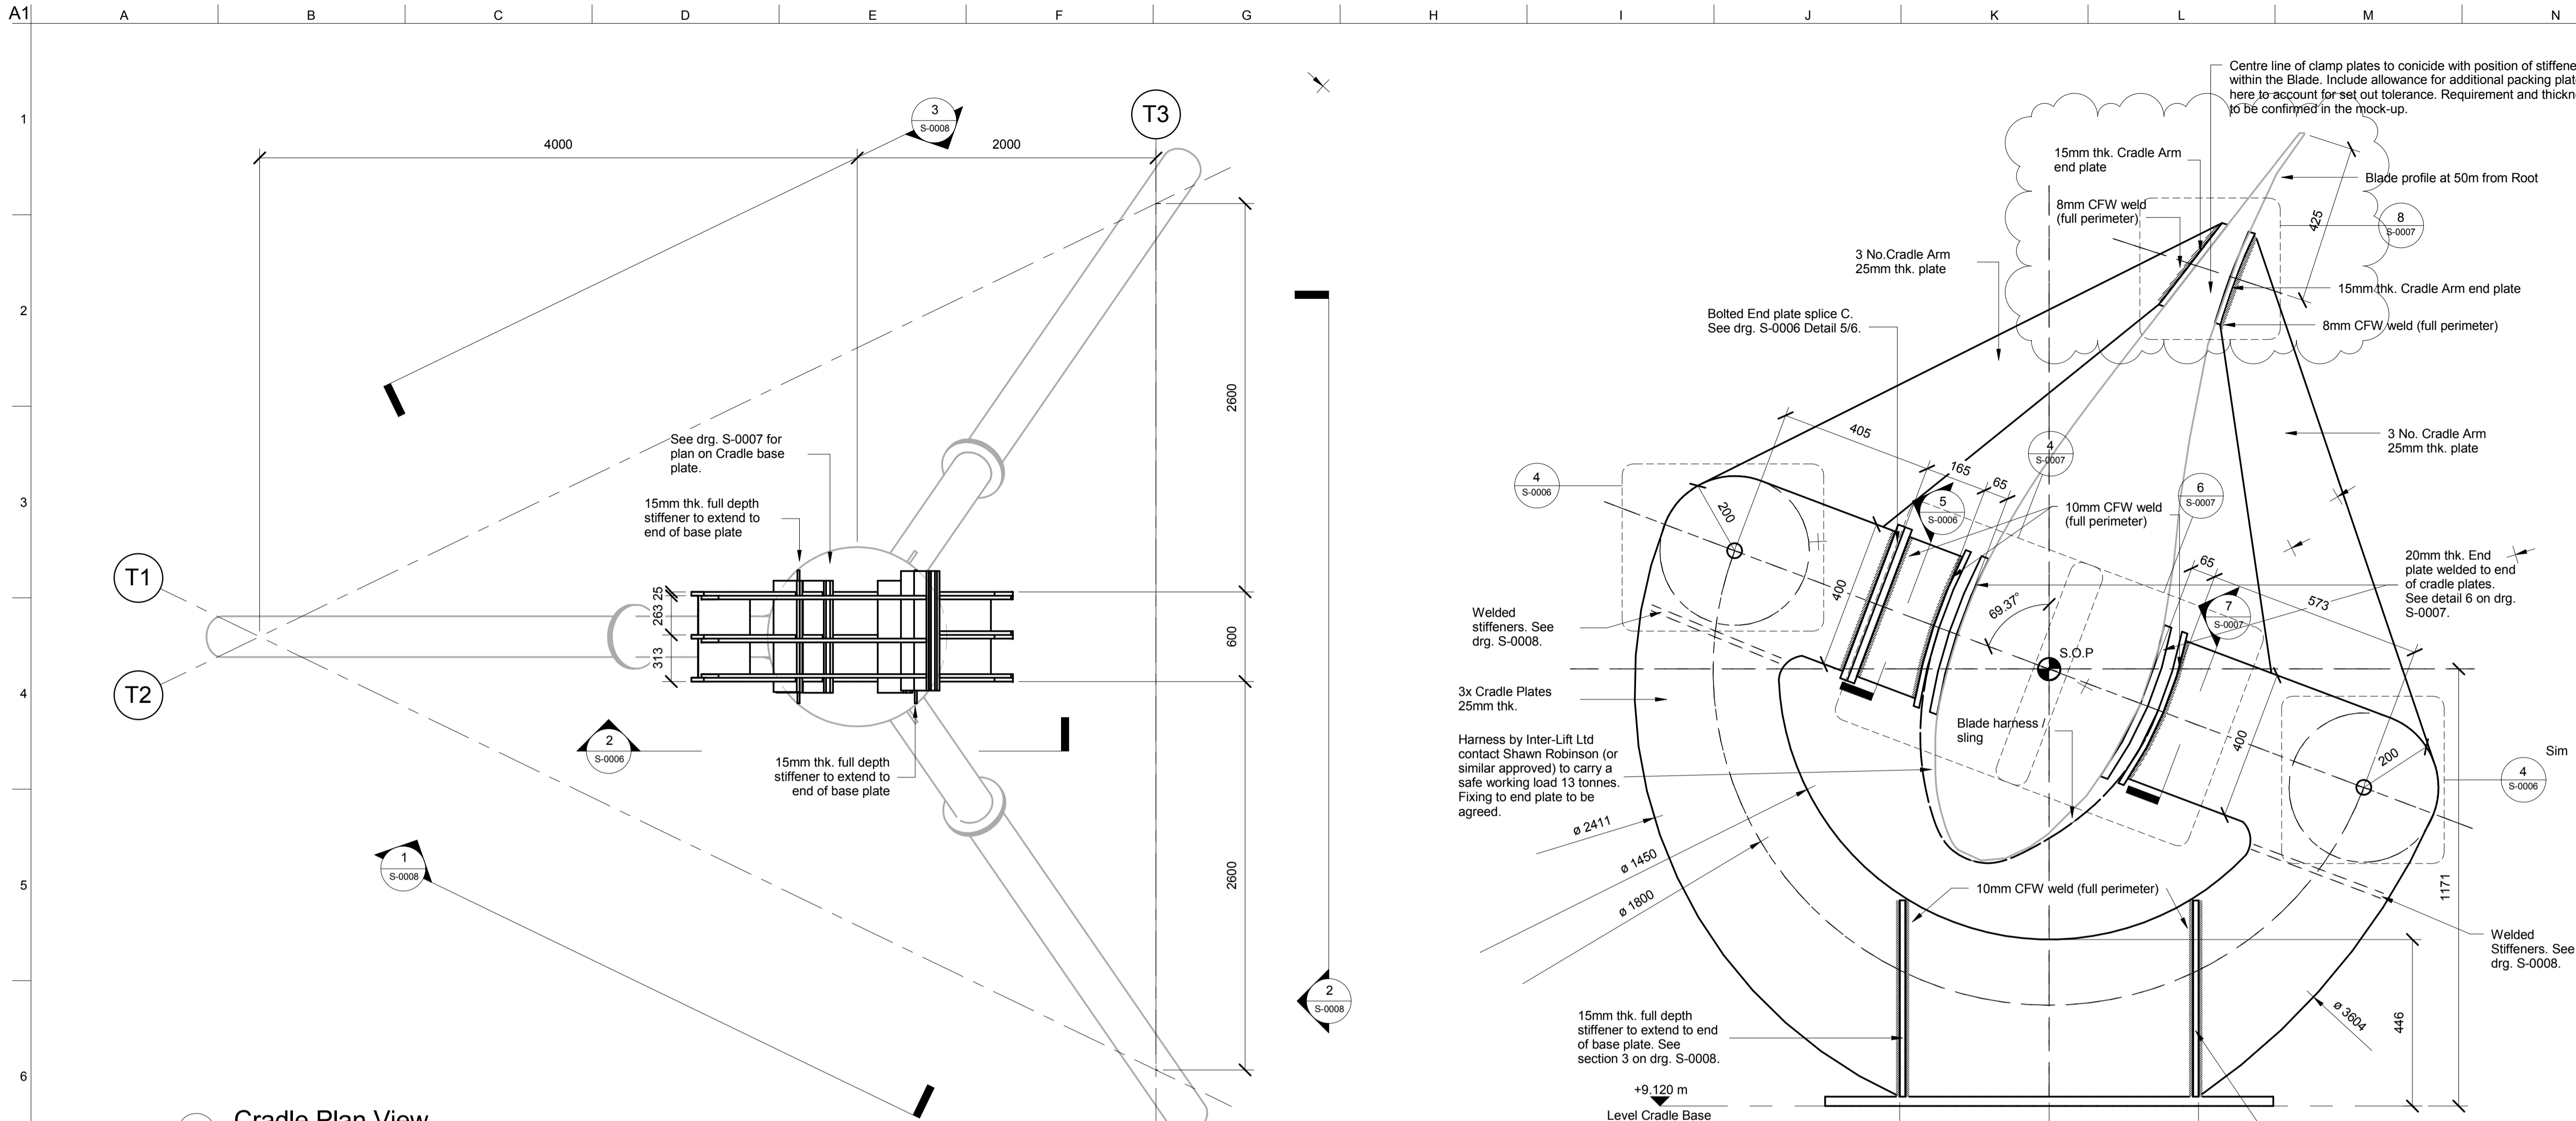 A1
A
B
C
D
E
F
G
H
I
J
K
L
M
N
1
2
3
4
5
6
3
S-0008
T3
4000
2000
2600
600
2600
See drg. S-0007 for
plan on Cradle base
plate.
15mm thk. full depth
stiffener to extend to
end of base plate
T1
T2
25
263
313
2
S-0006
15mm thk. full depth
stiffener to extend to
end of base plate
1
S-0008
2
S-0008
Cradle Plan View
Centre line of clamp plates to conicide with position of stiffene
within the Blade. Include allowance for additional packing plat
here to account for set out tolerance. Requirement and thickn
to be confirmed in the mock-up.
15mm thk. Cradle Arm
end plate
Blade profile at 50m from Root
8mm CFW weld
(full perimeter)
425
8
S-0007
3 No.Cradle Arm
25mm thk. plate
15mm thk. Cradle Arm end plate
Bolted End plate splice C.
See drg. S-0006 Detail 5/6.
8mm CFW weld (full perimeter)
405
4
S-0007
3 No. Cradle Arm
25mm thk. plate
165
65
4
S-0006
6
S-0007
200
5
S-0006
10mm CFW weld
(full perimeter)
20mm thk. End
plate welded to end
of cradle plates.
See detail 6 on drg.
S-0007.
65
573
400
69.37°
7
S-0007
Welded
stiffeners. See
drg. S-0008.
S.O.P
3x Cradle Plates
25mm thk.
Blade harness /
sling
400
Harness by Inter-Lift Ltd
contact Shawn Robinson (or
similar approved) to carry a
safe working load 13 tonnes.
Fixing to end plate to be
agreed.
200
Sim
4
S-0006
ø 2411
ø 1450
ø 1800
10mm CFW weld (full perimeter)
1171
Welded
Stiffeners. See
drg. S-0008.
ø 3604
446
15mm thk. full depth
stiffener to extend to end
of base plate. See
section 3 on drg. S-0008.
+9.120 m
Level Cradle Base